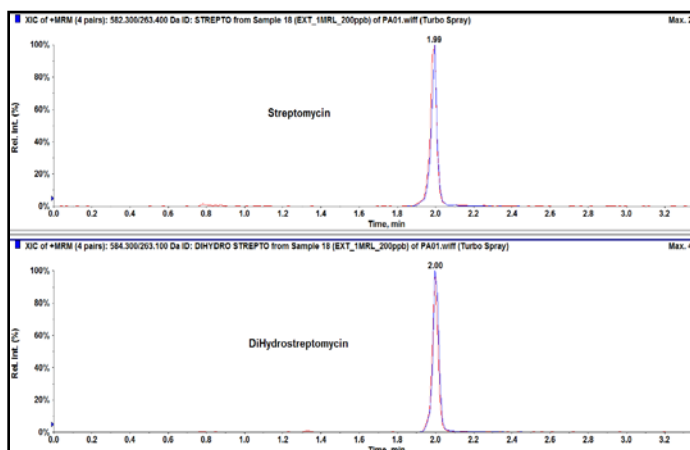 XIC of +MRM (4 pairs): 582.300/263.400 Da ID: STREPTO from Sample 18 (EXT_1MRL_200ppb) of PA01.wiff (Turbo Spray) Max. 2
1.99
100%
80%
60%
40%
20%
0%
Rel. Int. (%)
Streptomycin
0.0 0.2 0.4 0.6 0.8 1.0 1.2 1.4 1.6 1.8 2.0 2.2 2.4 2.6 2.8 3.0 3.2
Time, min
XIC of +MRM (4 pairs): 584.300/263.100 Da ID: DIHYDRO STREPTO from Sample 18 (EXT_1MRL_200ppb) of PA01.wiff (Turbo Spray) Max. 4
2.00
100%
80%
60%
40%
20%
0%
Rel. Int. (%)
DiHydrostreptomycin
0.0 0.2 0.4 0.6 0.8 1.0 1.2 1.4 1.6 1.8 2.0 2.2 2.4 2.6 2.8 3.0 3.2
Time, min